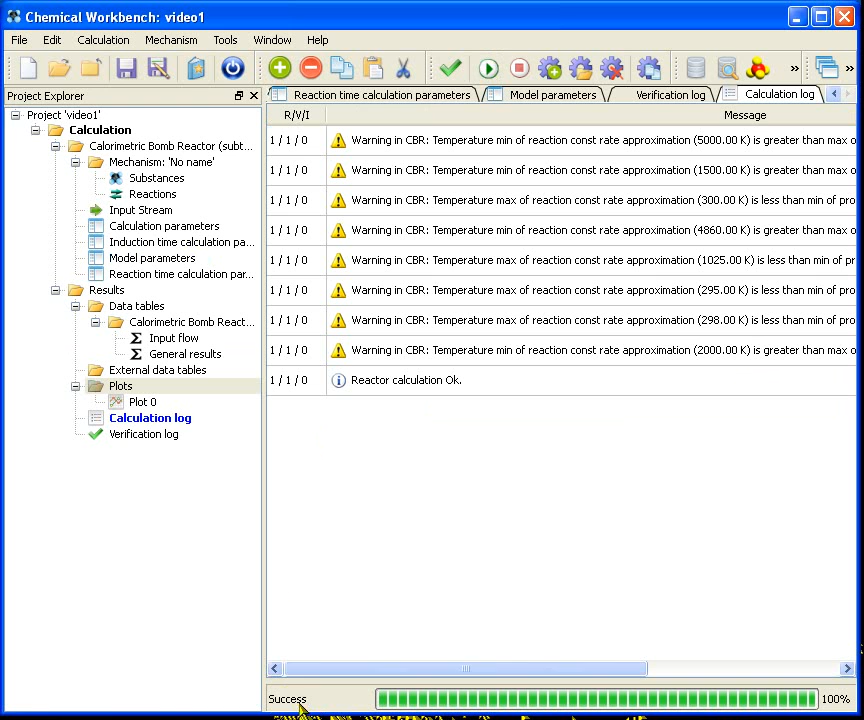 Chemical Workbench: video1
File Edit Calculation Mechanism Tools Window Help
Project Explorer
Reaction time calculation parameters Model parameters Verification log Calculation log
Project 'video1'
Calculation
Calorimetric Bomb Reactor (subt...
Mechanism: 'No name'
Substances
Reactions
Input Stream
Calculation parameters
Induction time calculation pa...
Model parameters
Reaction time calculation par...
Results
Data tables
Calorimetric Bomb React...
Input flow
General results
External data tables
Plots
Plot 0
Calculation log
Verification log
R/V/I Message
1 / 1 / 0 Warning in CBR: Temperature min of reaction const rate approximation (5000.00 K) is greater than max o
1 / 1 / 0 Warning in CBR: Temperature min of reaction const rate approximation (1500.00 K) is greater than max o
1 / 1 / 0 Warning in CBR: Temperature max of reaction const rate approximation (300.00 K) is less than min of pro
1 / 1 / 0 Warning in CBR: Temperature min of reaction const rate approximation (4860.00 K) is greater than max o
1 / 1 / 0 Warning in CBR: Temperature max of reaction const rate approximation (1025.00 K) is less than min of p
1 / 1 / 0 Warning in CBR: Temperature max of reaction const rate approximation (295.00 K) is less than min of pro
1 / 1 / 0 Warning in CBR: Temperature max of reaction const rate approximation (298.00 K) is less than min of pro
1 / 1 / 0 Warning in CBR: Temperature min of reaction const rate approximation (2000.00 K) is greater than max o
1 / 1 / 0 Reactor calculation Ok.
Success 100%